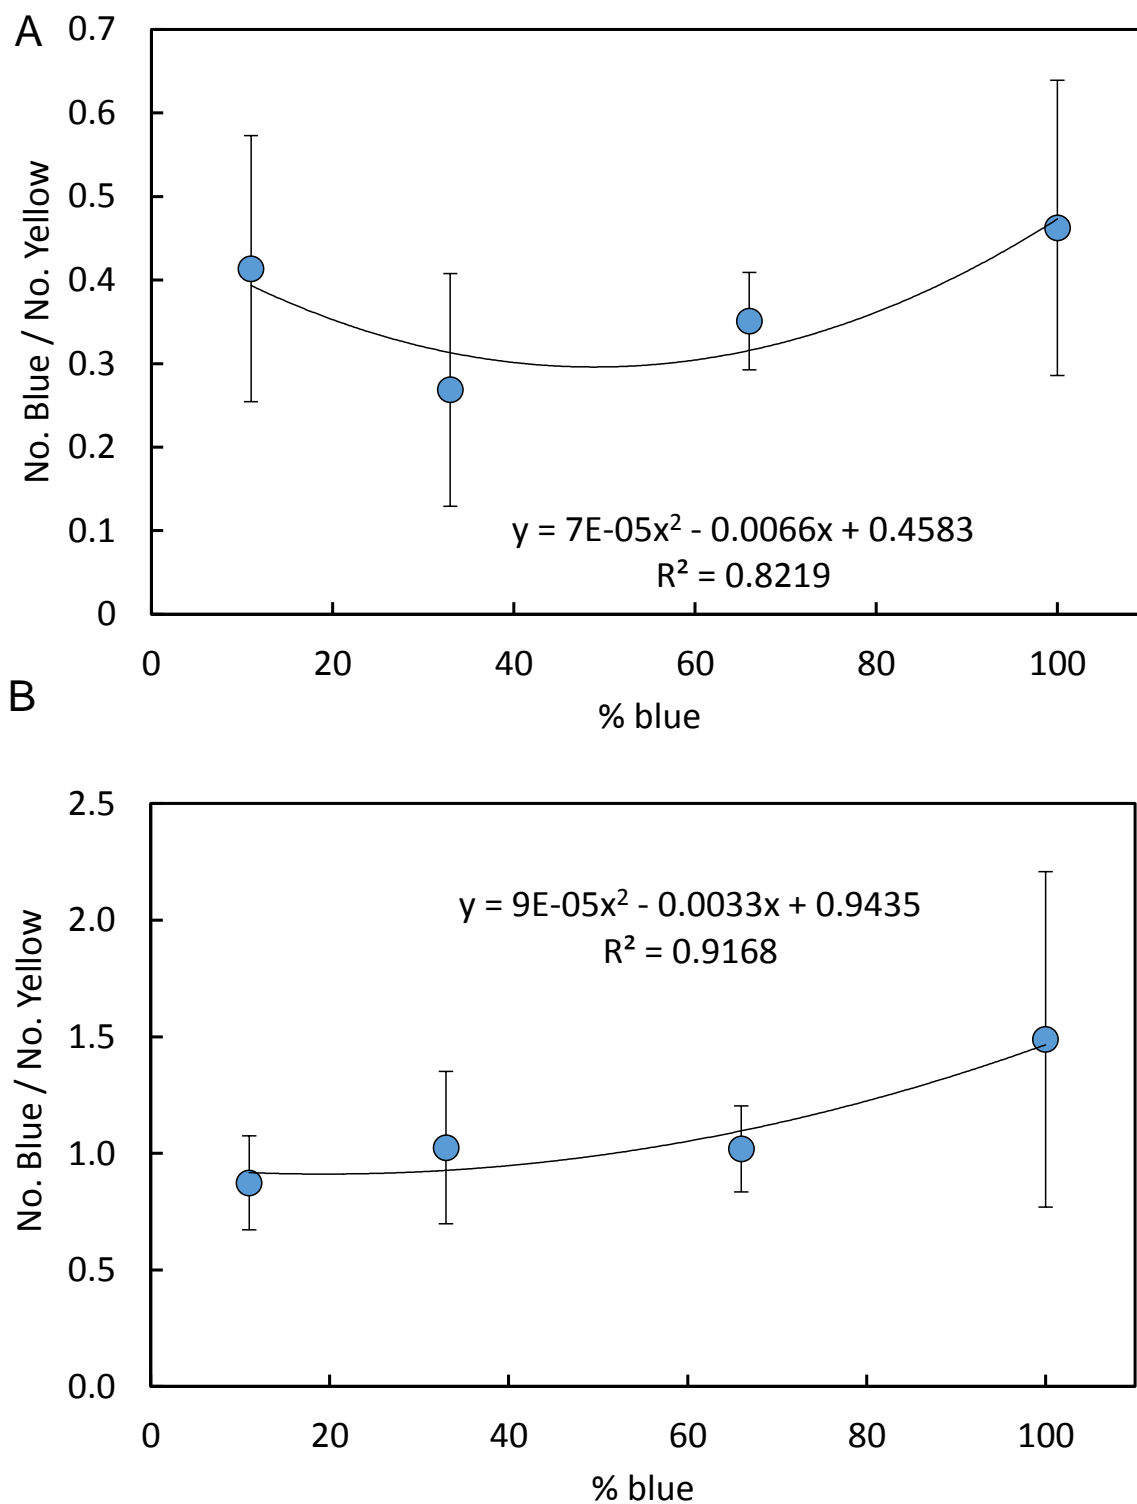 A
0.7
0.6
0.5
0.4
0.3
0.2
0.1
0
No. Blue / No. Yellow
y = 7E-05x² - 0.0066x + 0.4583
R² = 0.8219
0 20 40 60 80 100
% blue
B
2.5
2.0
1.5
1.0
0.5
0.0
No. Blue / No. Yellow
y = 9E-05x² - 0.0033x + 0.9435
R² = 0.9168
0 20 40 60 80 100
% blue